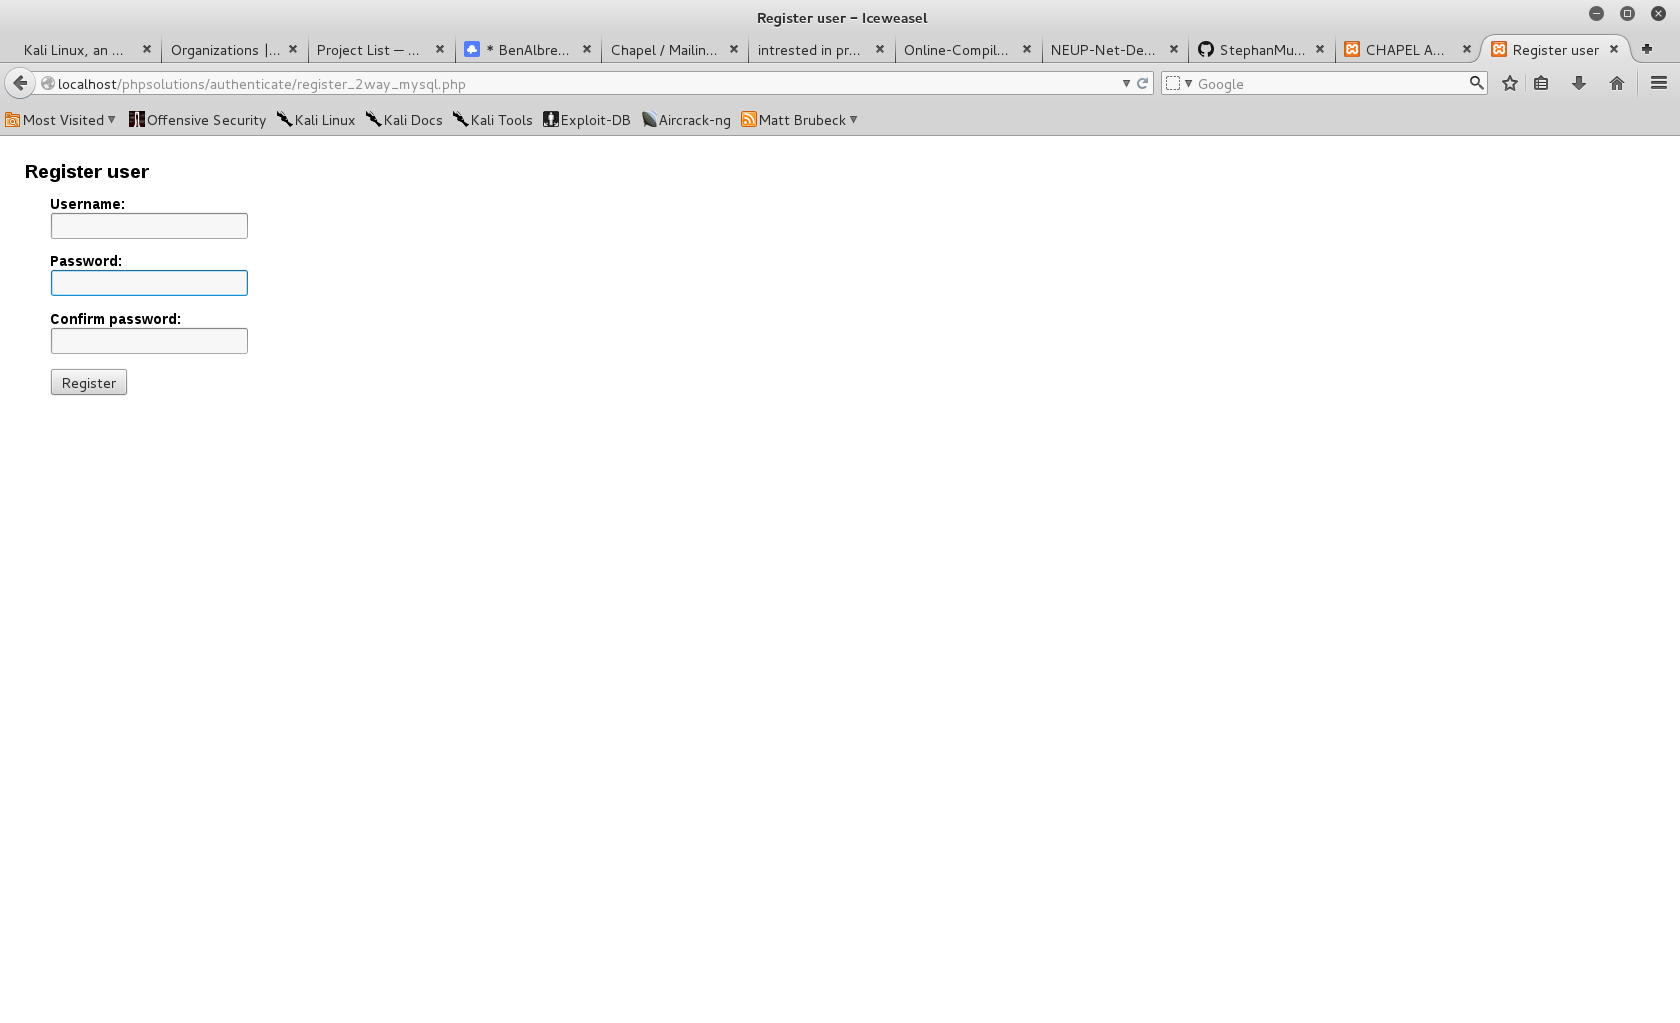 Register user - Iceweasel
Kali Linux, an ... Organizations |... Project List — ... * BenAlbre... Chapel / Mailin... intrested in pr... Online-Compil... NEUP-Net-De... StephanMu... CHAPEL A... Register user
localhost/phpsolutions/authenticate/register_2way_mysql.php Google
Most Visited Offensive Security Kali Linux Kali Docs Kali Tools Exploit-DB Aircrack-ng Matt Brubeck
Register user
Username:
Password:
Confirm password:
Register